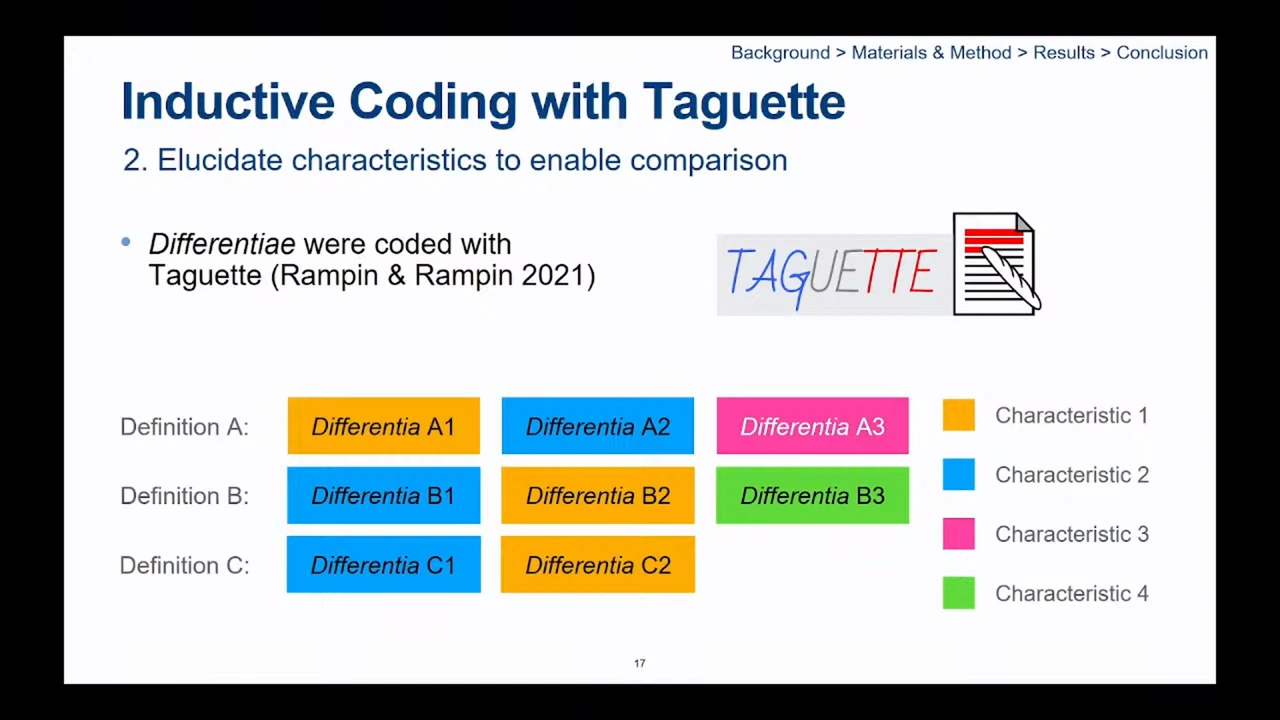 Background > Materials & Method > Results > Conclusion
Inductive Coding with Taguette
2. Elucidate characteristics to enable comparison
• Differentiae were coded with
Taguette (Rampin & Rampin 2021)
TAGUETTE
Definition A: Differentia A1 Differentia A2 Differentia A3
Definition B: Differentia B1 Differentia B2 Differentia B3
Definition C: Differentia C1 Differentia C2
Characteristic 1
Characteristic 2
Characteristic 3
Characteristic 4
17